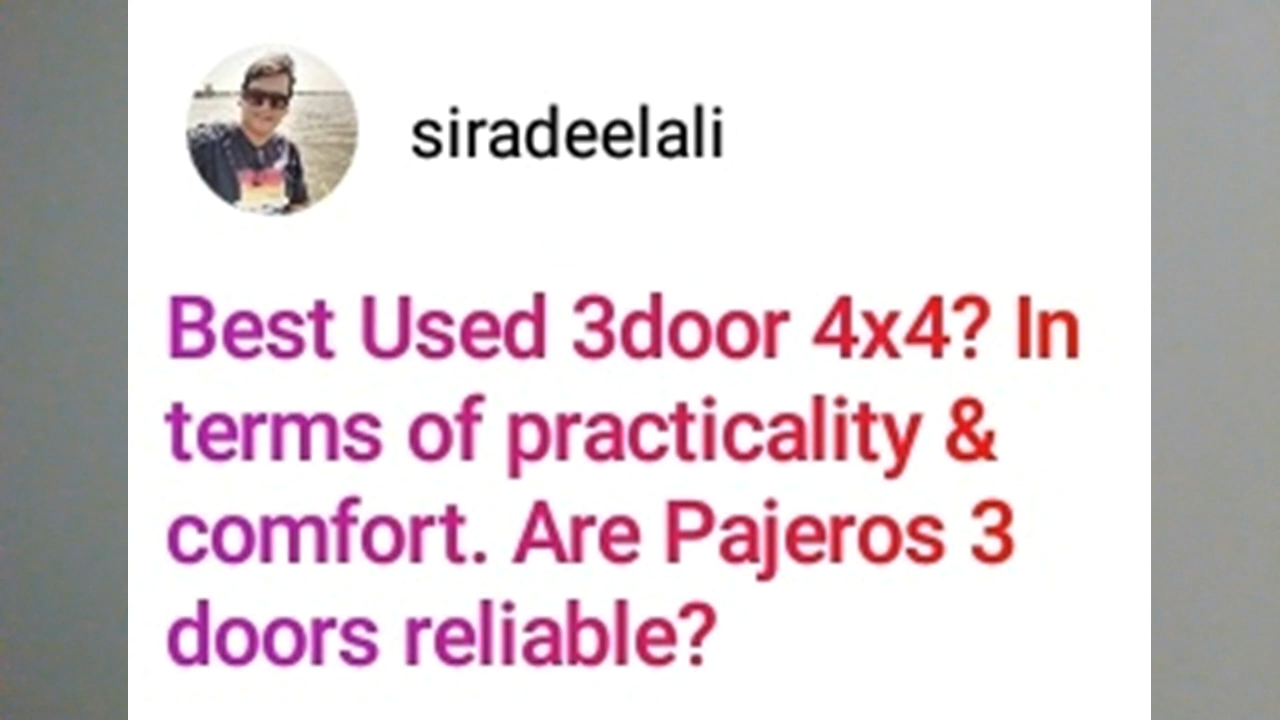 siradeelali
Best Used 3door 4x4? In
terms of practicality &
comfort. Are Pajeros 3
doors reliable?